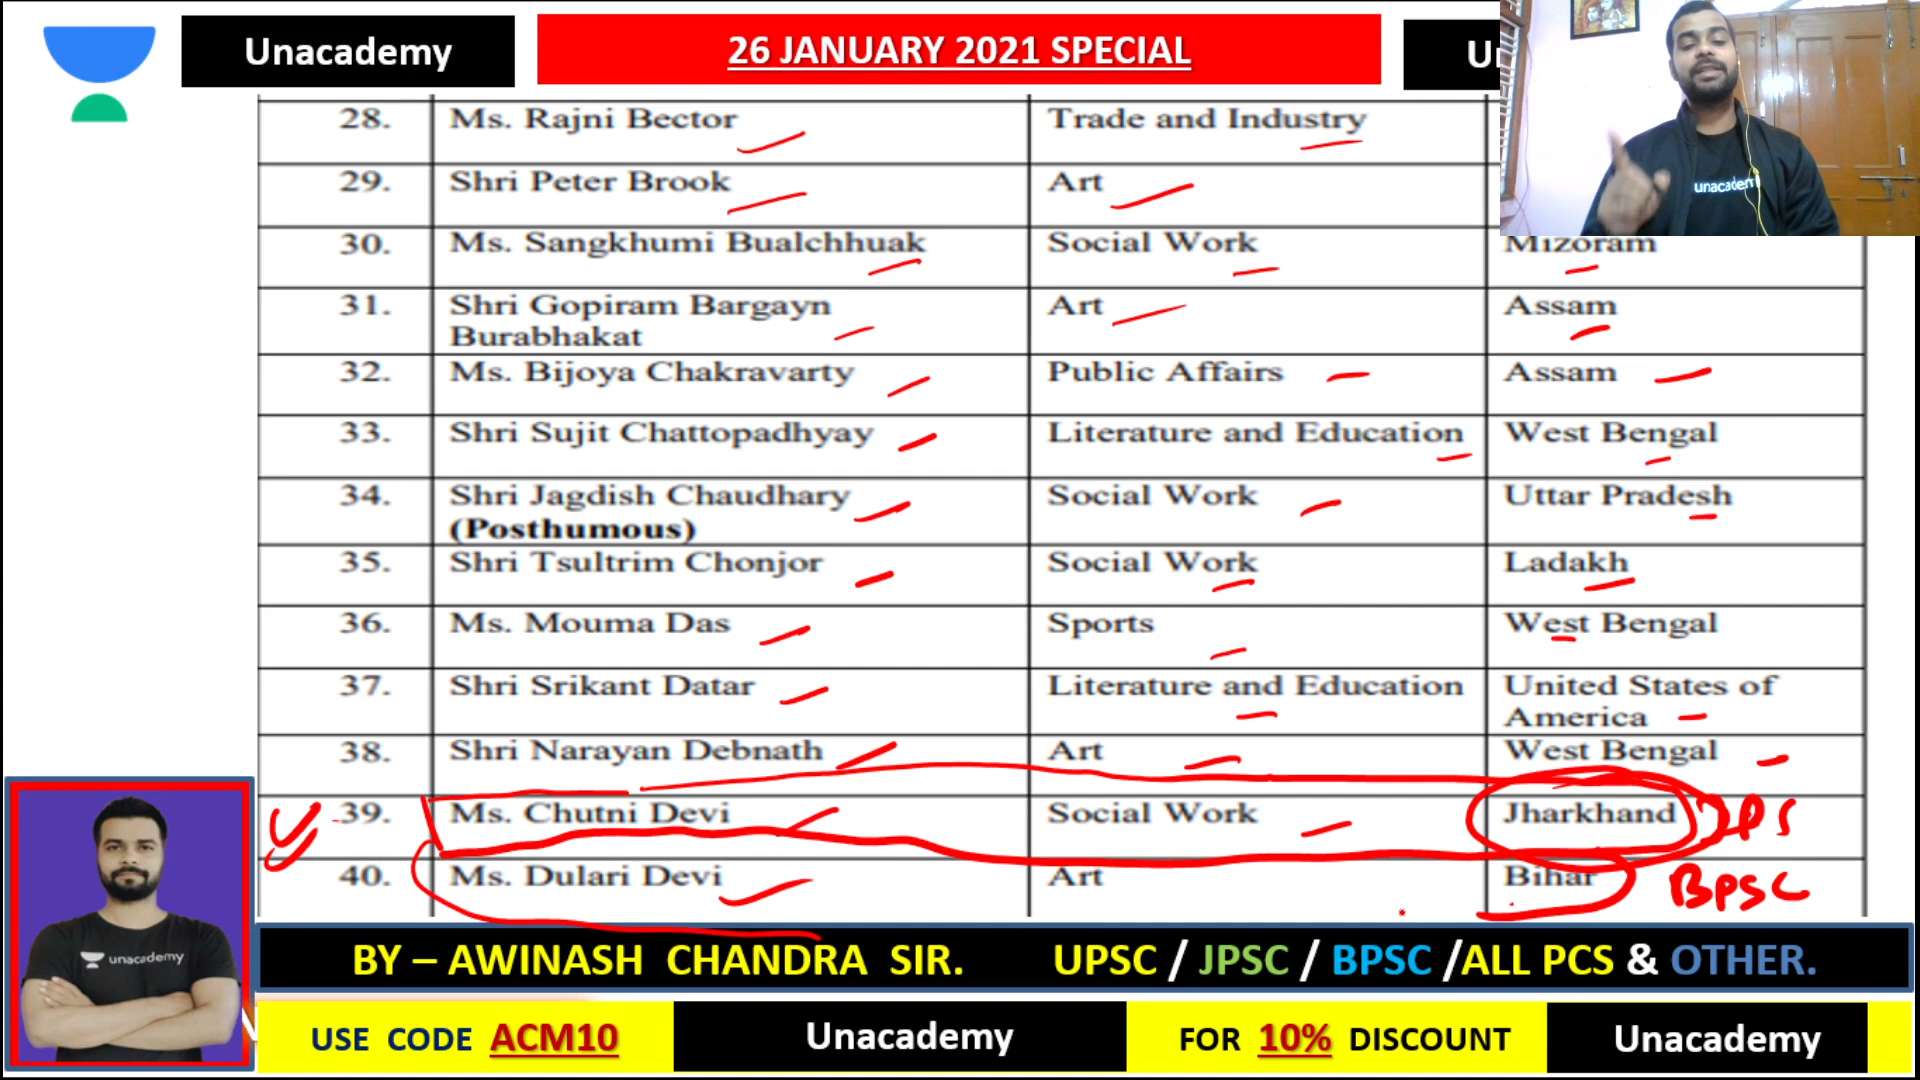 Unacademy
26 JANUARY 2021 SPECIAL
28. Ms. Rajni Bector Trade and Industry
29. Shri Peter Brook Art
30. Ms. Sangkhumi Bualchhuak Social Work Mizoram
31. Shri Gopiram Bargayn Burabhakat Art Assam
32. Ms. Bijoya Chakravarty Public Affairs Assam
33. Shri Sujit Chattopadhyay Literature and Education West Bengal
34. Shri Jagdish Chaudhary (Posthumous) Social Work Uttar Pradesh
35. Shri Tsultrim Chonjor Social Work Ladakh
36. Ms. Mouma Das Sports West Bengal
37. Shri Srikant Datar Literature and Education United States of America
38. Shri Narayan Debnath Art West Bengal
39. Ms. Chutni Devi Social Work Jharkhand
40. Ms. Dulari Devi Art Bihar BPSC
unacademy
unacademy
BY – AWINASH CHANDRA SIR. UPSC / JPSC / BPSC /ALL PCS & OTHER.
USE CODE ACM10 Unacademy FOR 10% DISCOUNT Unacademy